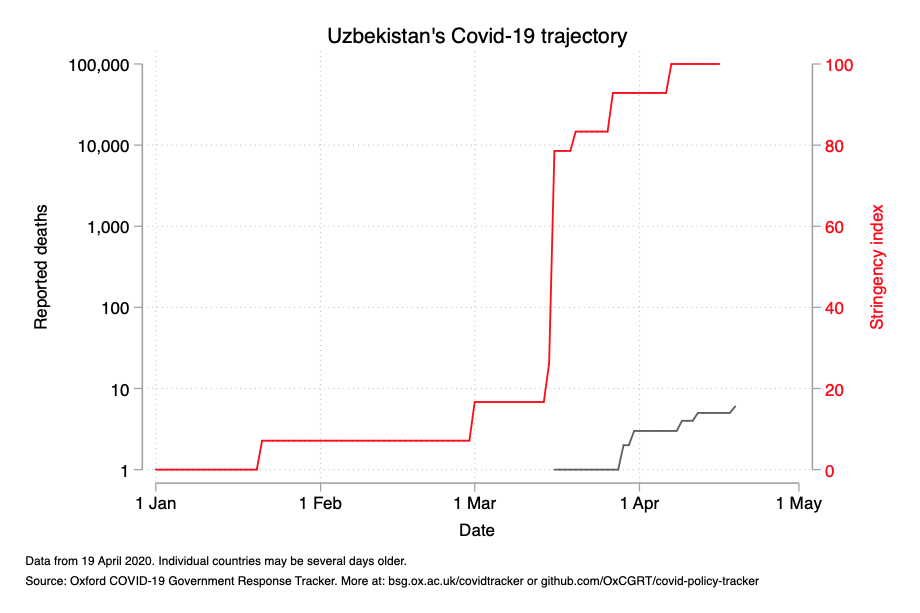 Uzbekistan's Covid-19 trajectory
100,000
10,000
1,000
100
10
1
Reported deaths
100
80
60
40
20
0
Stringency index
1 Jan
1 Feb
1 Mar
1 Apr
1 May
Date
Data from 19 April 2020. Individual countries may be several days older.
Source: Oxford COVID-19 Government Response Tracker. More at: bsg.ox.ac.uk/covidtracker or github.com/OxCGRT/covid-policy-tracker